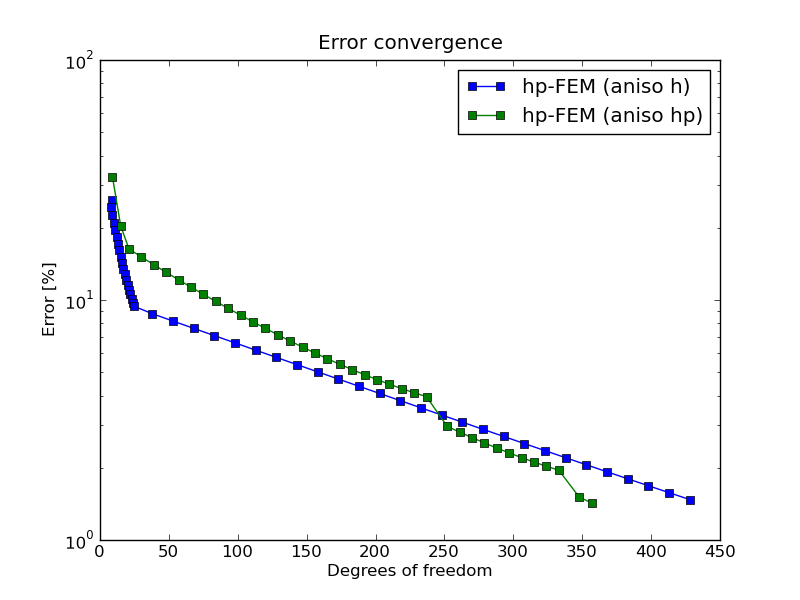 Error convergence
hp-FEM (aniso h)
hp-FEM (aniso hp)
Error [%]
10^2
10^1
10^0
0 50 100 150 200 250 300 350 400 450
Degrees of freedom